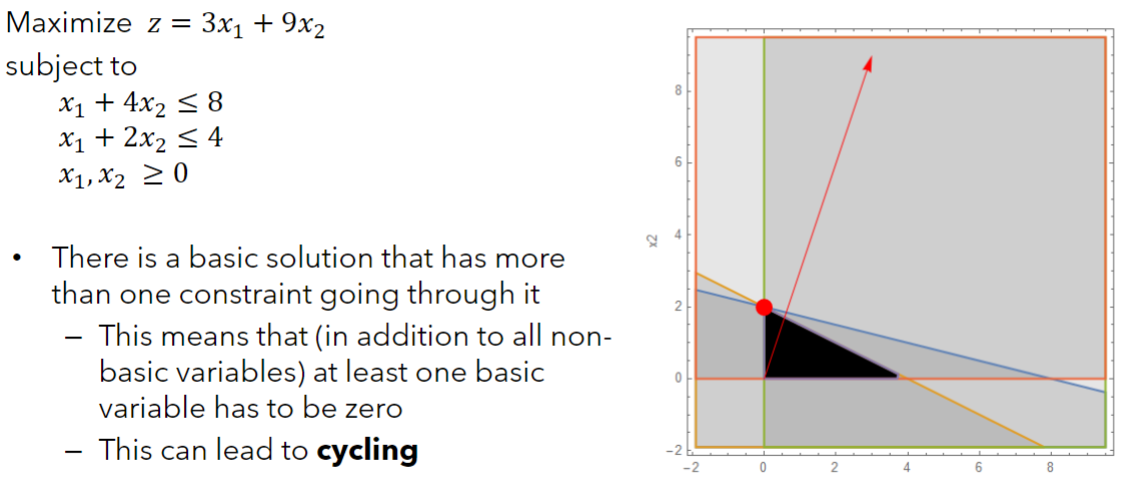 Maximize z = 3x₁ + 9x₂
subject to
x₁ + 4x₂ ≤ 8
x₁ + 2x₂ ≤ 4
x₁, x₂ ≥ 0
• There is a basic solution that has more
than one constraint going through it
– This means that (in addition to all non-
basic variables) at least one basic
variable has to be zero
– This can lead to cycling
8
6
4
2
0
−2
x2
−2 0 2 4 6 8